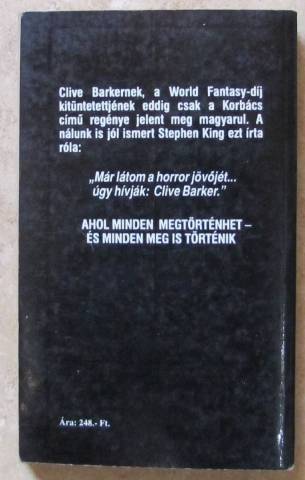 Clive Barkernek, a World Fantasy-díj
kitüntetettjének eddig csak a Korbács
című regénye jelent meg magyarul. A
nálunk is jól ismert Stephen King ezt írta
róla:
„Már látom a horror jövőjét...
úgy hívják: Clive Barker.”
AHOL MINDEN MEGTÖRTÉNHET –
ÉS MINDEN MEG IS TÖRTÉNIK
Ára: 248.- Ft.